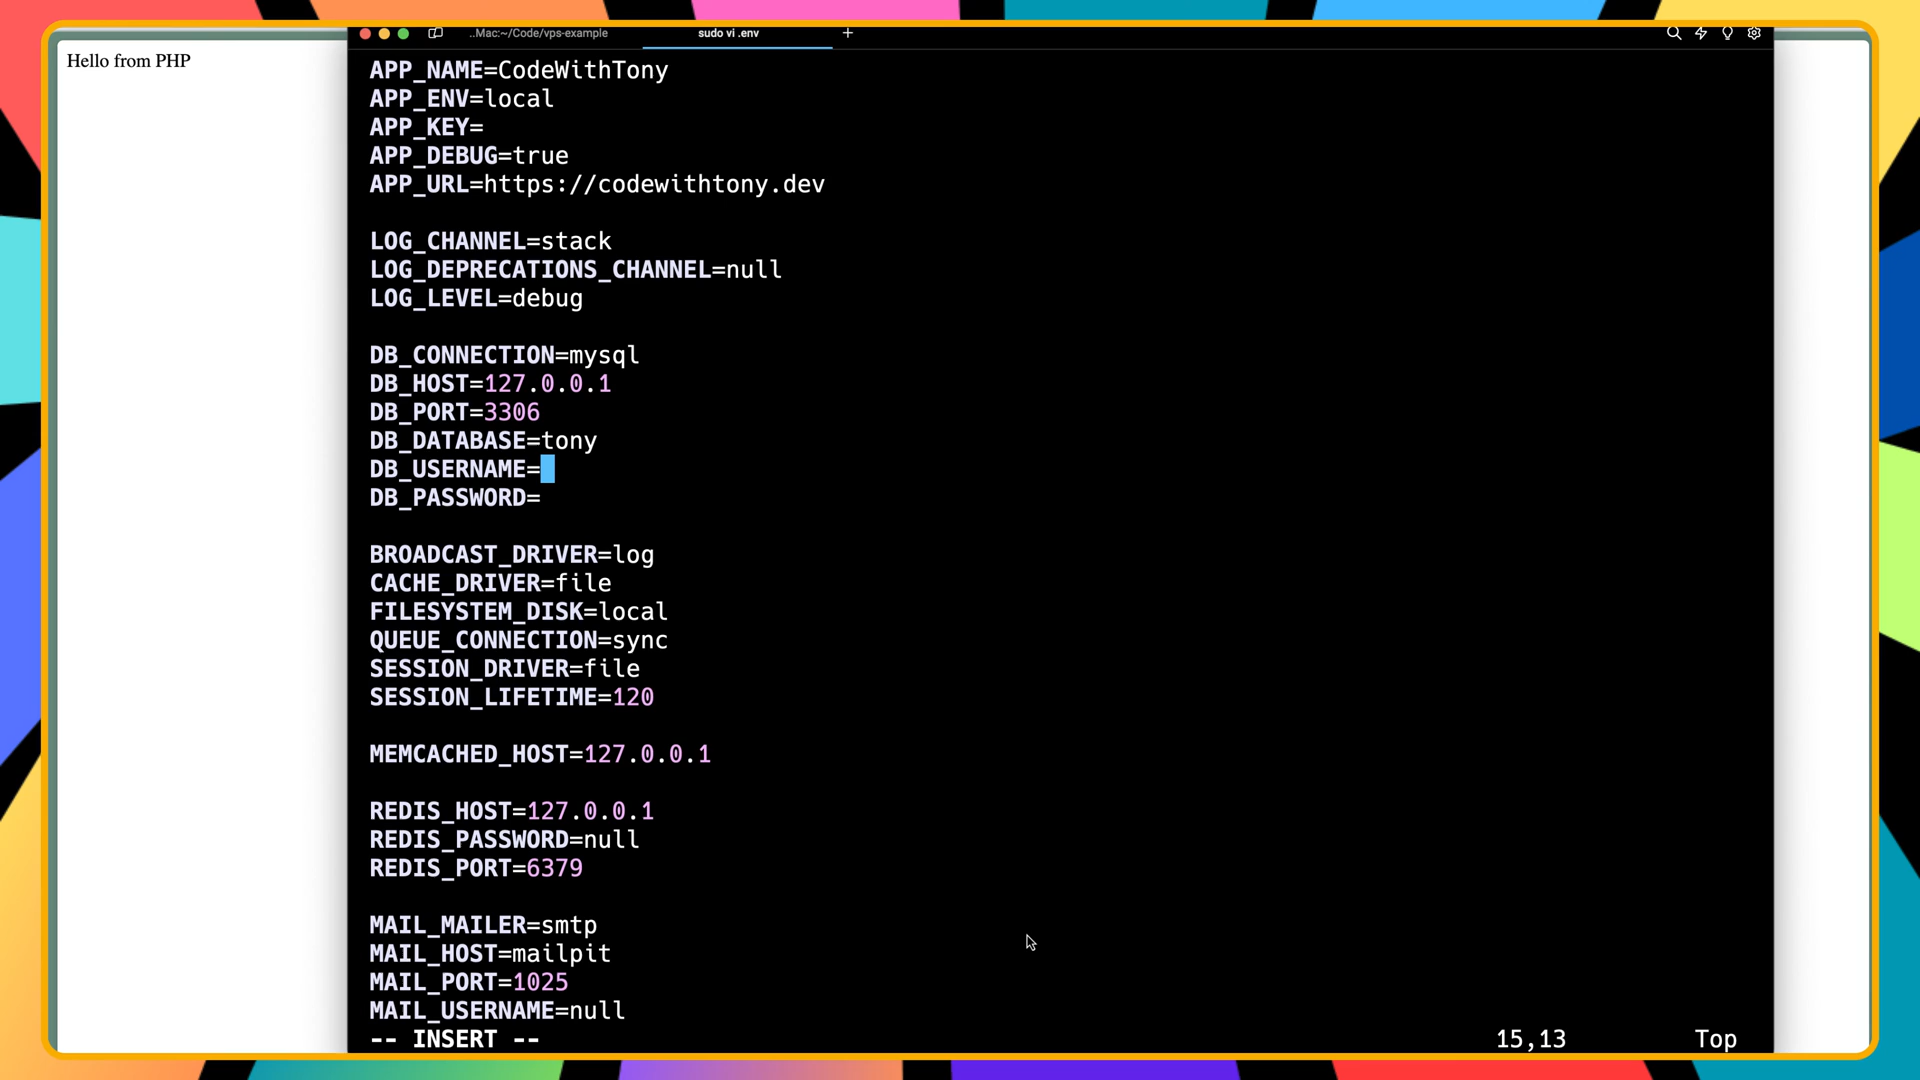 Hello from PHP
..Mac:~/Code/vps-example
sudo vi .env
APP_NAME=CodeWithTony
APP_ENV=local
APP_KEY=
APP_DEBUG=true
APP_URL=https://codewithtony.dev
LOG_CHANNEL=stack
LOG_DEPRECATIONS_CHANNEL=null
LOG_LEVEL=debug
DB_CONNECTION=mysql
DB_HOST=127.0.0.1
DB_PORT=3306
DB_DATABASE=tony
DB_USERNAME=
DB_PASSWORD=
BROADCAST_DRIVER=log
CACHE_DRIVER=file
FILESYSTEM_DISK=local
QUEUE_CONNECTION=sync
SESSION_DRIVER=file
SESSION_LIFETIME=120
MEMCACHED_HOST=127.0.0.1
REDIS_HOST=127.0.0.1
REDIS_PASSWORD=null
REDIS_PORT=6379
MAIL_MAILER=smtp
MAIL_HOST=mailpit
MAIL_PORT=1025
MAIL_USERNAME=null
-- INSERT -- 15,13 Top